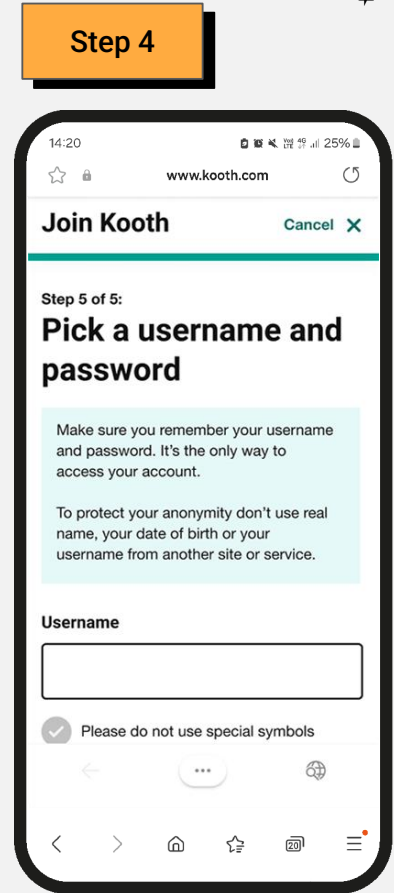 Step 4
14:20
25%
www.kooth.com
Join Kooth
Cancel
Step 5 of 5:
Pick a username and
password
Make sure you remember your username
and password. It's the only way to
access your account.
To protect your anonymity don't use real
name, your date of birth or your
username from another site or service.
Username
Please do not use special symbols
20